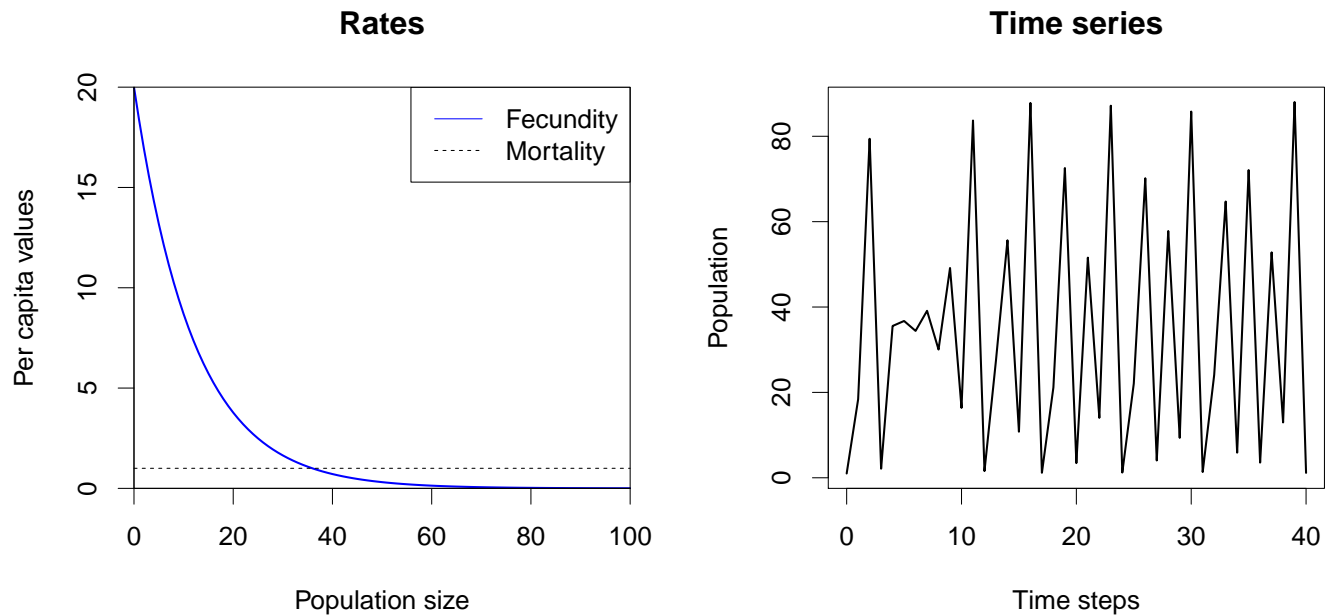 Rates
20
15
10
5
0
Per capita values
Fecundity
Mortality
0 20 40 60 80 100
Population size
Time series
80
60
40
20
0
Population
0 10 20 30 40
Time steps